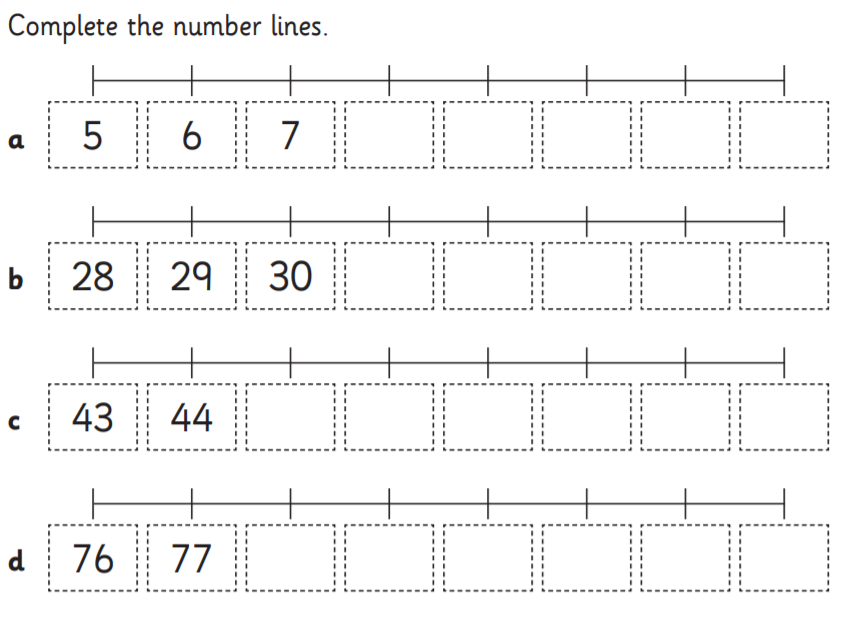 Complete the number lines.
a 5 6 7
b 28 29 30
c 43 44
d 76 77